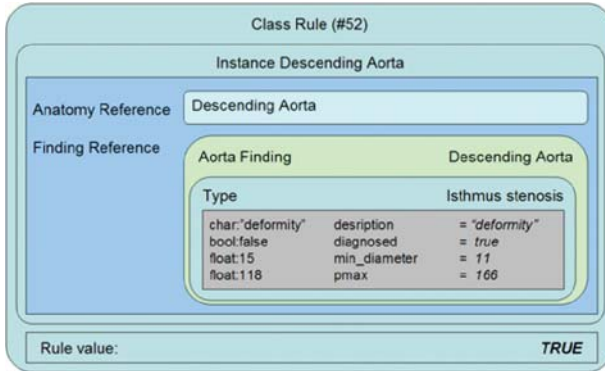 Class Rule (#52)
Instance Descending Aorta
Anatomy Reference Descending Aorta
Finding Reference
Aorta Finding Descending Aorta
Type Isthmus stenosis
char:"deformity" desription = "deformity"
bool:false diagnosed = true
float:15 min_diameter = 11
float:118 pmax = 166
Rule value: TRUE